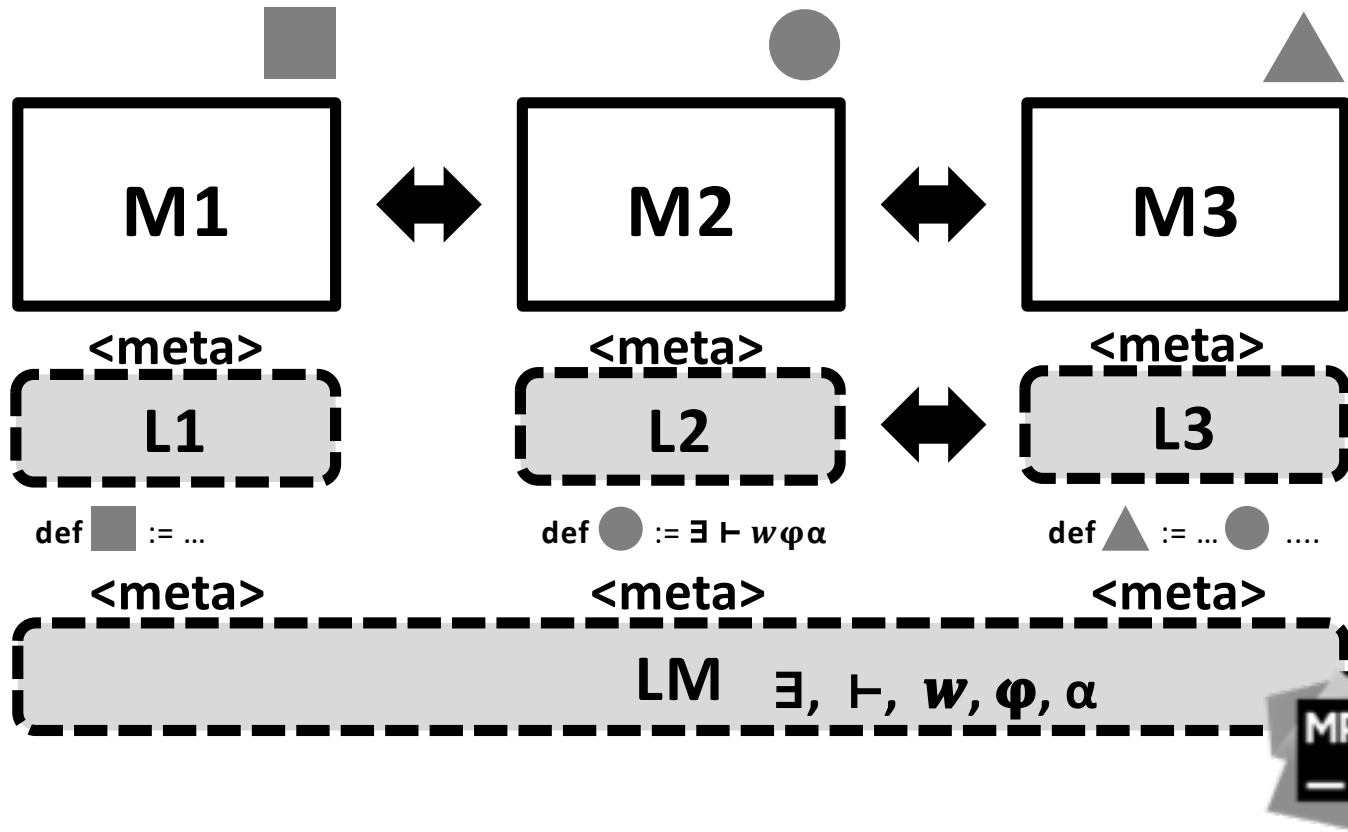 M1 M2 M3
<meta> <meta> <meta>
L1 L2 L3
def := ... def := ∃ ⊢ wφα def := ... ....
<meta> <meta> <meta>
LM ∃, ⊢, w, φ, α